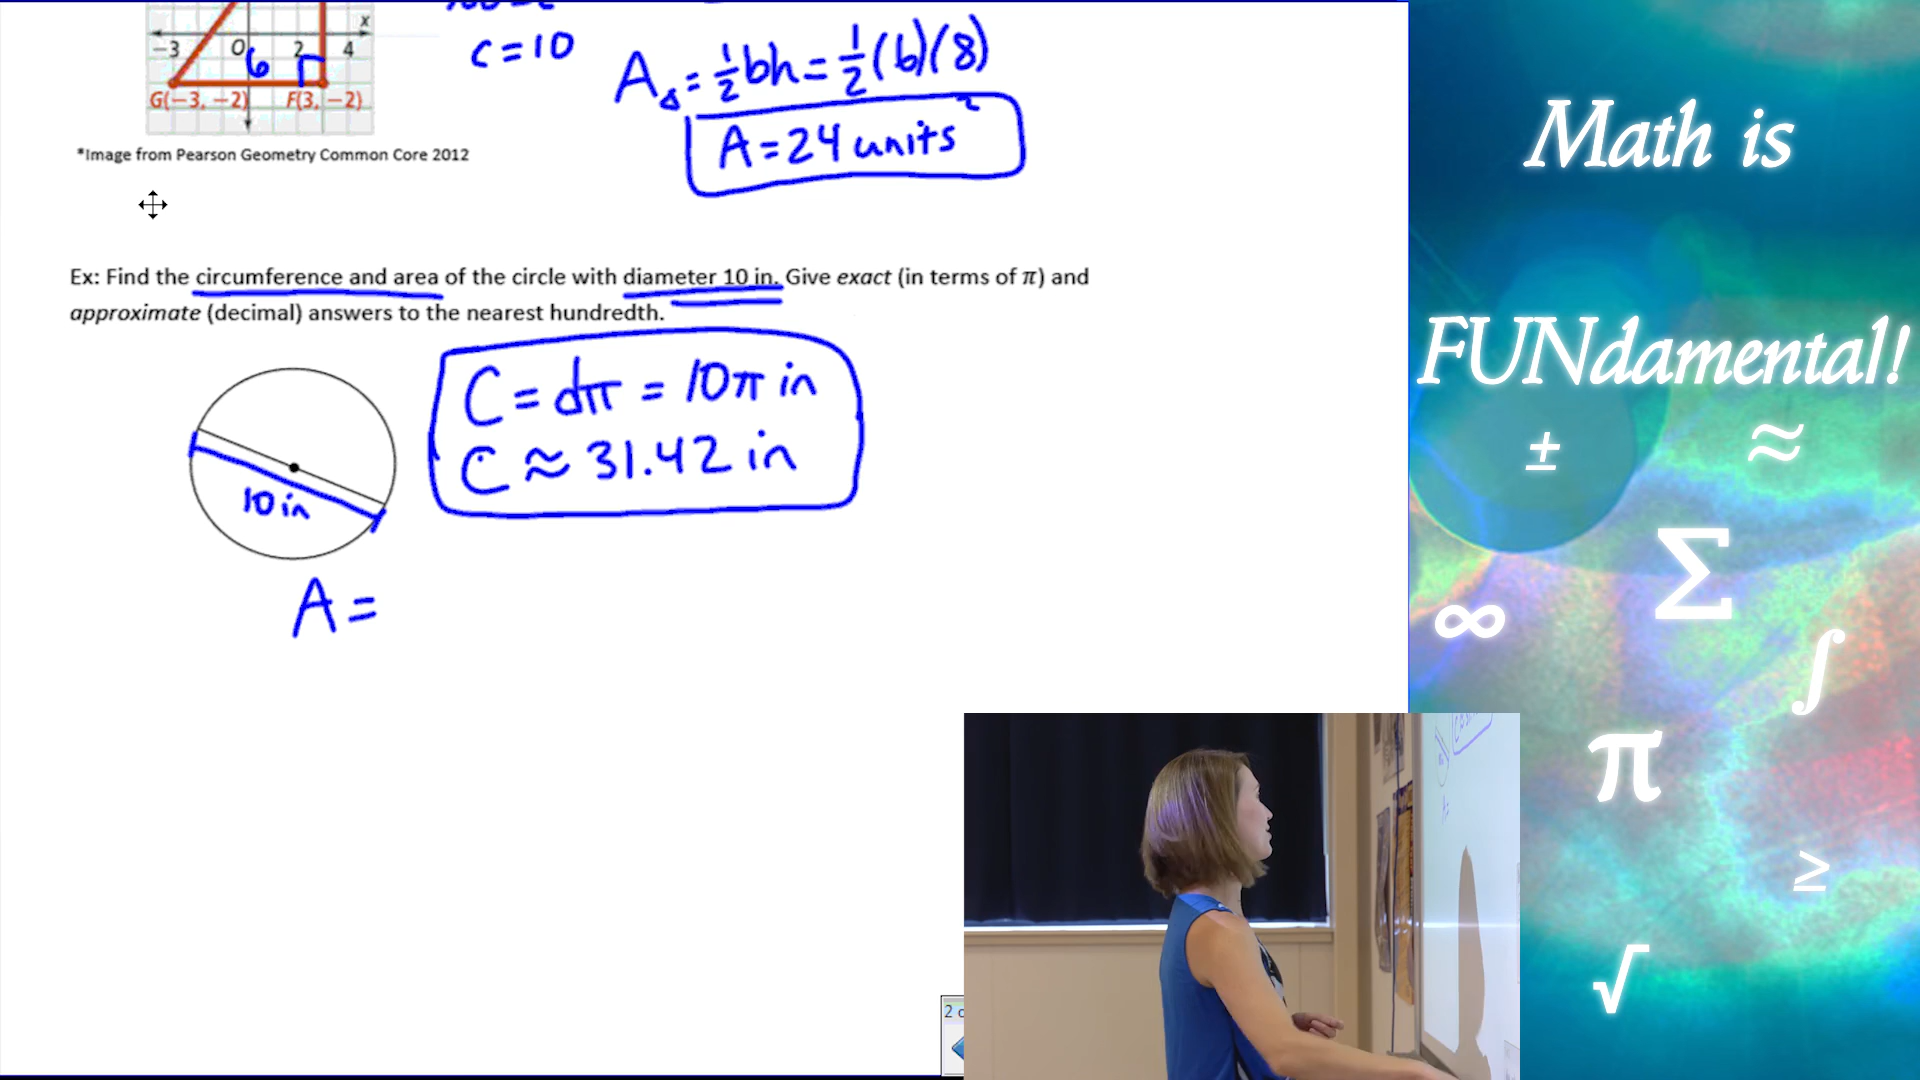 x
-3 0 2 4
6
G(-3, -2) F(3, -2)
c = 10
A△ = ½bh = ½(6)(8)
A = 24 units²
*Image from Pearson Geometry Common Core 2012
Ex: Find the circumference and area of the circle with diameter 10 in. Give exact (in terms of π) and
approximate (decimal) answers to the nearest hundredth.
C = dπ = 10π in
C ≈ 31.42 in
10 in
A =
2
Math is
FUNdamental!
± ≈
Σ
∞
∫
π
≥
√